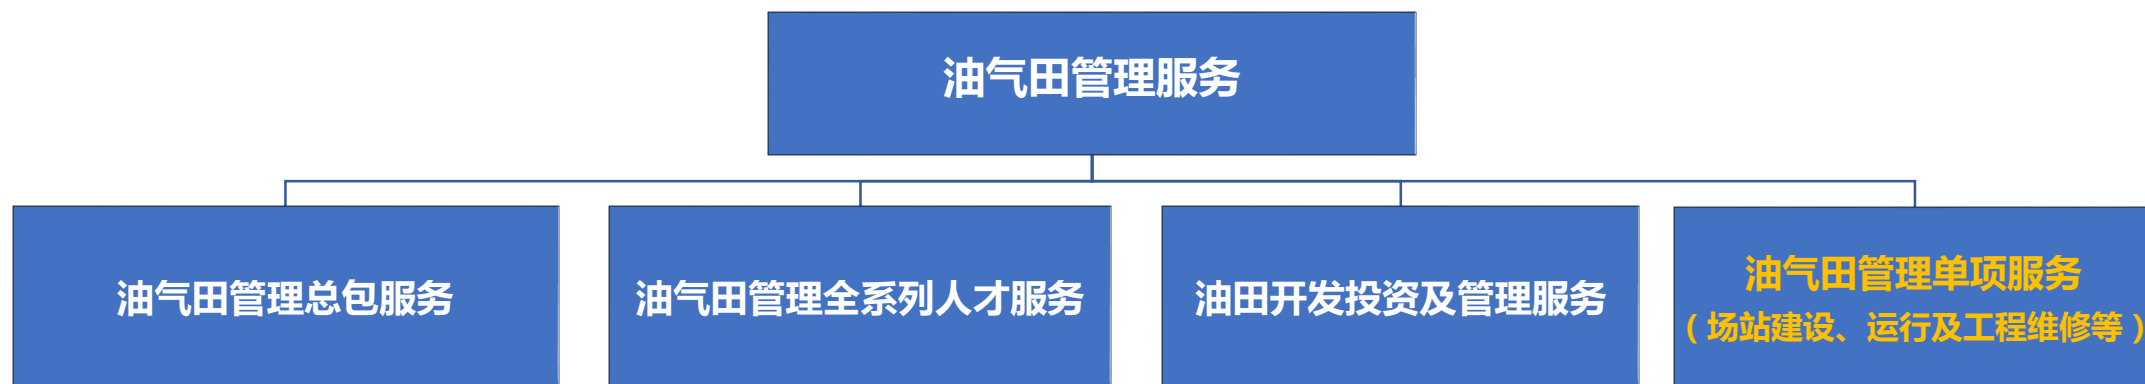 油气田管理服务
油气田管理总包服务
油气田管理全系列人才服务
油田开发投资及管理服务
油气田管理单项服务
（场站建设、运行及工程维修等）